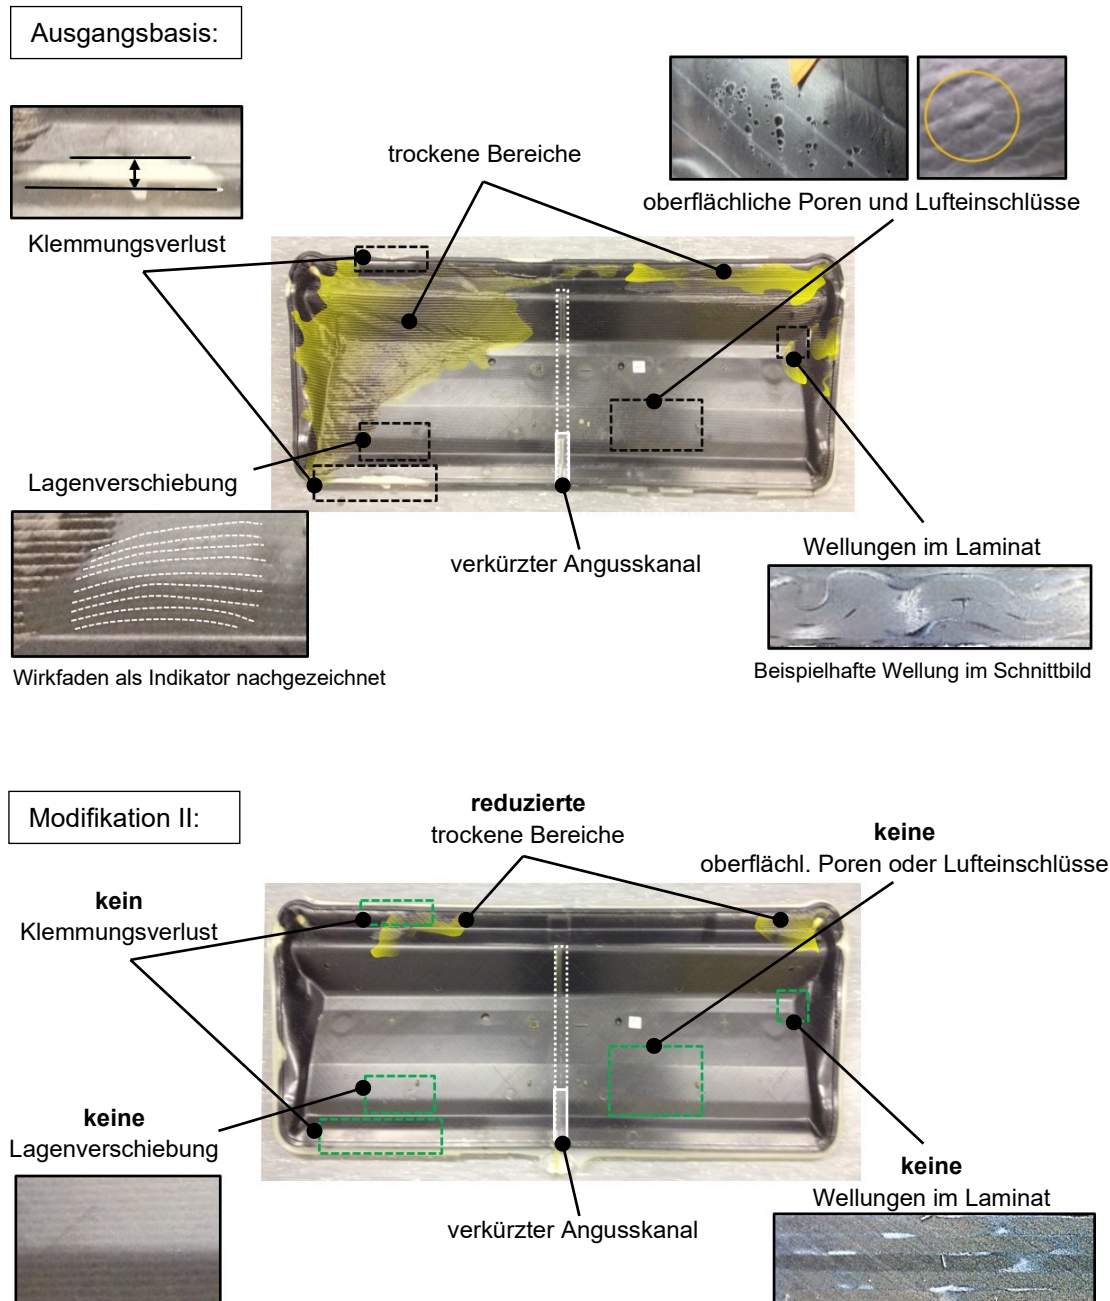 Ausgangsbasis:
trockene Bereiche
oberflächliche Poren und Lufteinschlüsse
Klemmungsverlust
Lagenverschiebung
verkürzter Angusskanal
Wellungen im Laminat
Wirkfaden als Indikator nachgezeichnet
Beispielhafte Wellung im Schnittbild
Modifikation II:
reduzierte
trockene Bereiche
keine
oberflächl. Poren oder Lufteinschlüsse
kein
Klemmungsverlust
keine
Lagenverschiebung
verkürzter Angusskanal
keine
Wellungen im Laminat